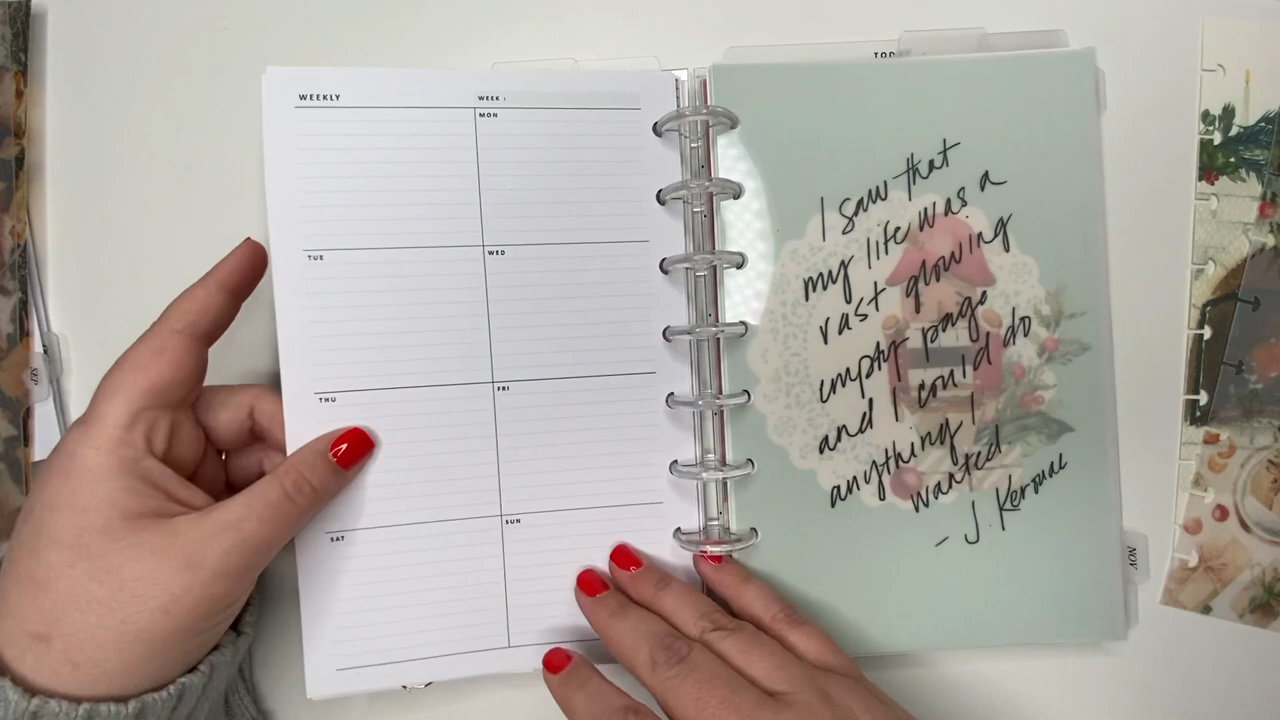 WEEKLY
WEEK :
MON
TUE
WED
THU
FRI
SAT
SUN
TOD
I saw that
my life was a
vast glowing
empty page
and I could do
anything I
wanted.
- J. Kerouac
SEP
NOV